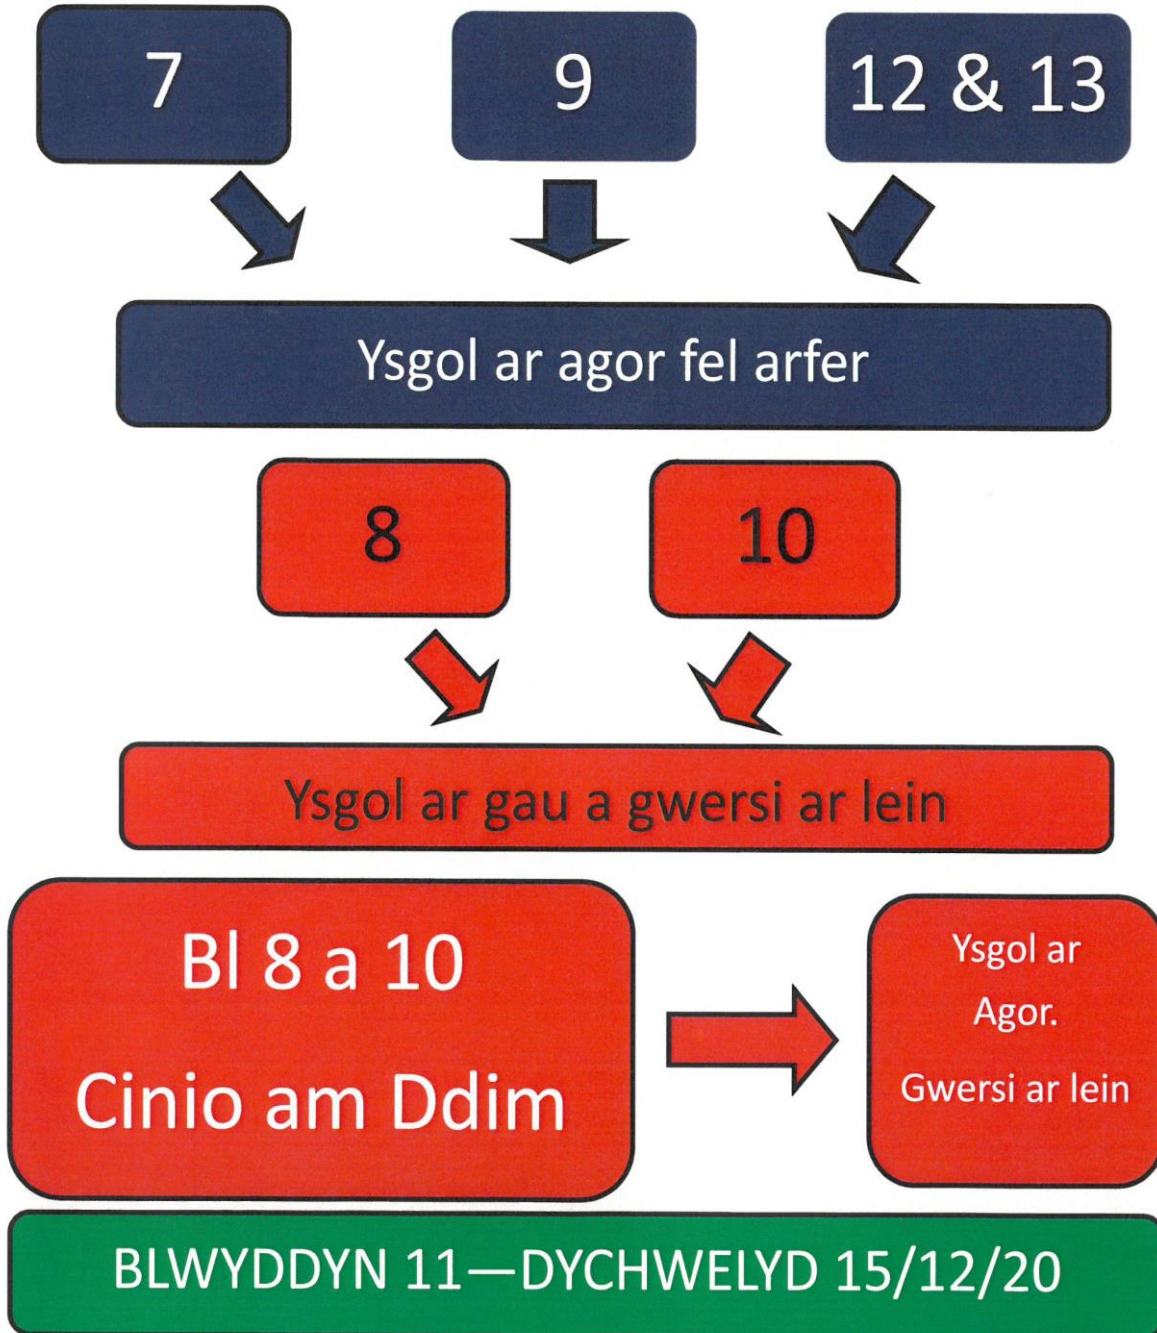 7
9
12 & 13
Ysgol ar agor fel arfer
8
10
Ysgol ar gau a gwersi ar lein
Bl 8 a 10
Cinio am Ddim
Ysgol ar
Agor.
Gwersi ar lein
BLWYDDYN 11—DYCHWELYD 15/12/20